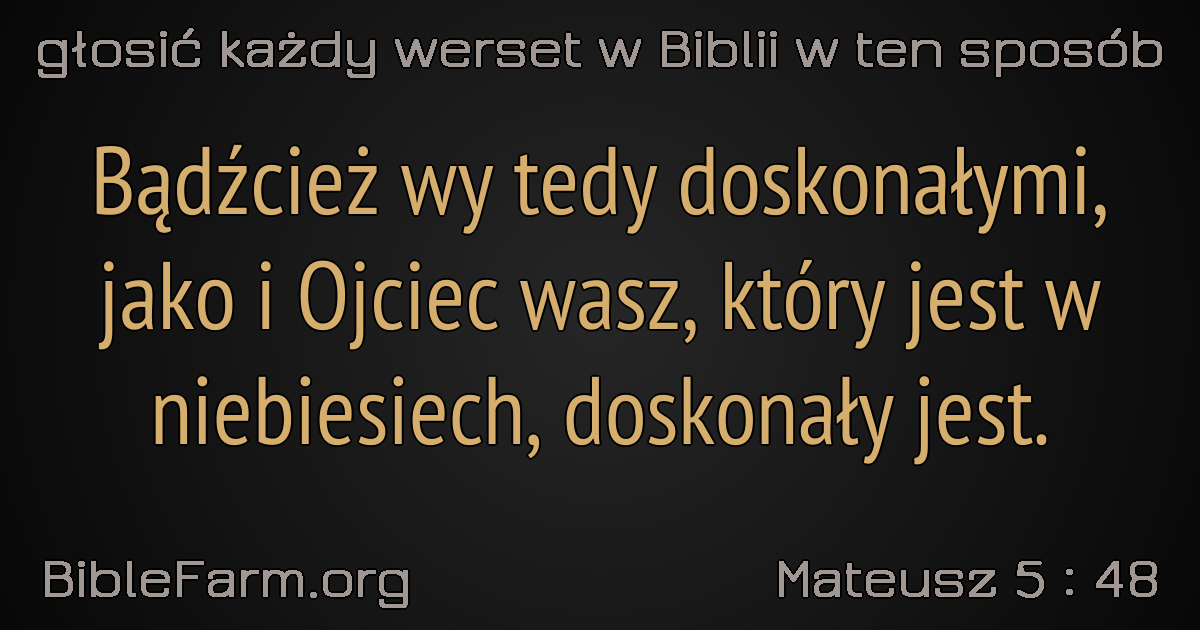 głosić każdy werset w Biblii w ten sposób
Bądźcież wy tedy doskonałymi,
jako i Ojciec wasz, który jest w
niebiesiech, doskonały jest.
BibleFarm.org
Mateusz 5 : 48